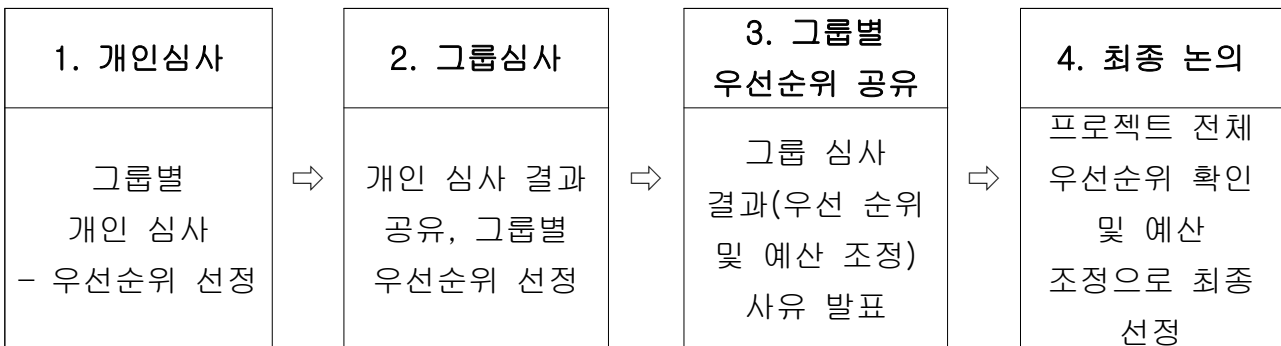 1. 개인심사
그룹별
개인 심사
- 우선순위 선정
⇨
2. 그룹심사
개인 심사 결과
공유, 그룹별
우선순위 선정
⇨
3. 그룹별
우선순위 공유
그룹 심사
결과(우선 순위
및 예산 조정)
사유 발표
⇨
4. 최종 논의
프로젝트 전체
우선순위 확인
및 예산
조정으로 최종
선정